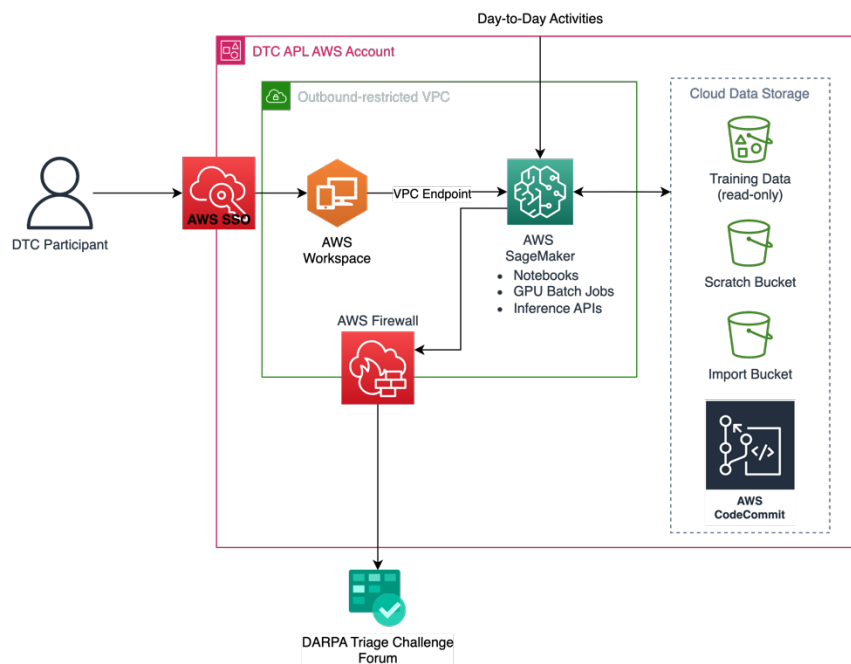 Day-to-Day Activities
DTC APL AWS Account
Outbound-restricted VPC
Cloud Data Storage
Training Data
(read-only)
DTC Participant
AWS SSO
AWS
Workspace
VPC Endpoint
AWS
SageMaker
• Notebooks
• GPU Batch Jobs
• Inference APIs
Scratch Bucket
AWS Firewall
Import Bucket
</>
AWS
CodeCommit
DARPA Triage Challenge
Forum